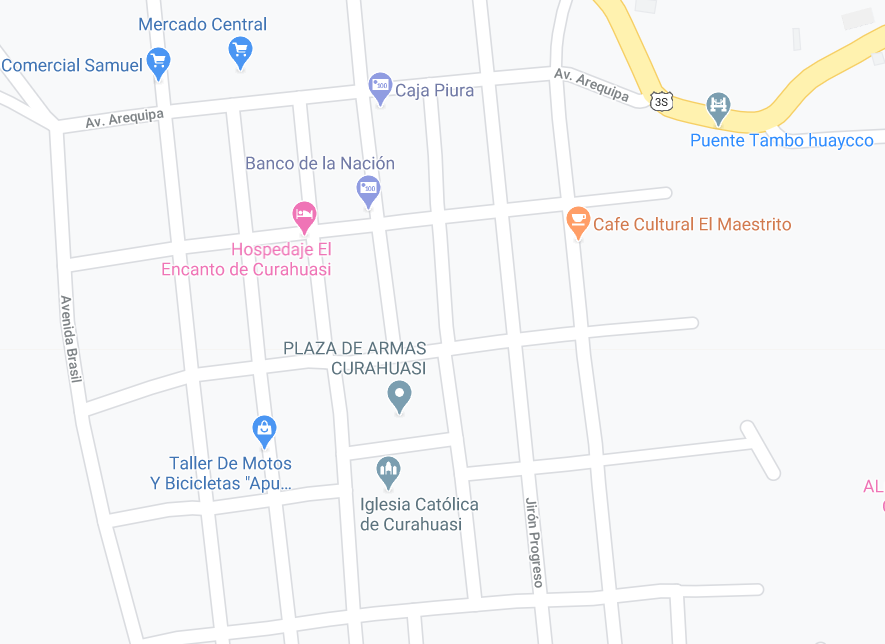 Mercado Central
Comercial Samuel
Av. Arequipa
Caja Piura
Av. Arequipa
3S
Puente Tambo huaycco
Banco de la Nación
Hospedaje El
Encanto de Curahuasi
Cafe Cultural El Maestrito
Avenida Brasil
PLAZA DE ARMAS
CURAHUASI
Taller De Motos
Y Bicicletas "Apu...
Iglesia Católica
de Curahuasi
Jirón Progreso
AL